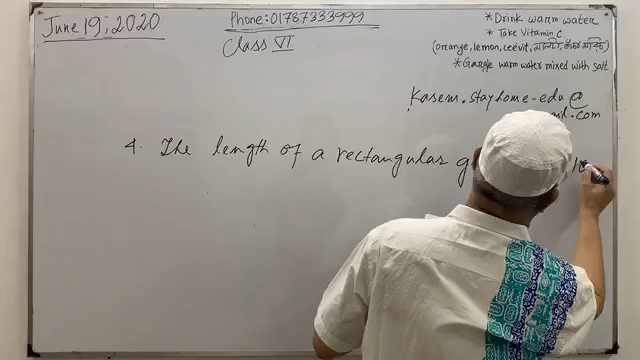 June 19, 2020
Phone: 01787333999
Class VI
* Drink warm water
* Take Vitamin C
(orange, lemon, ceevit,
* Gargle warm water mixed with salt
Kasem.stayhome-edu@
.com
4. The length of a rectangular